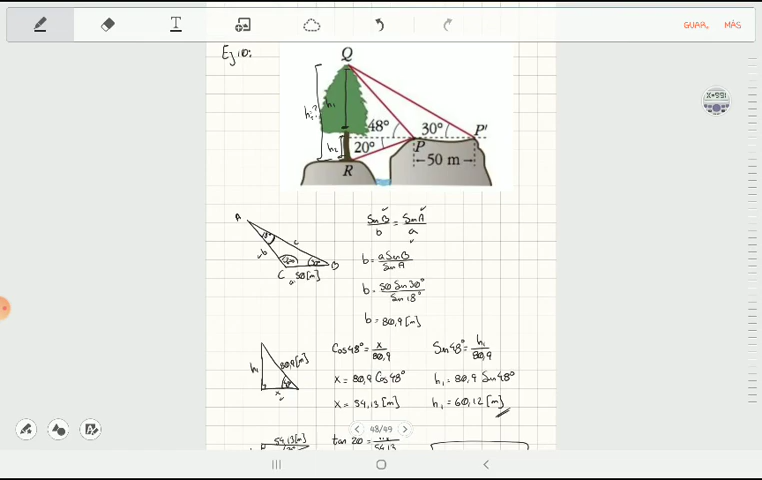 GUAR. MÁS
X=551
Ej 10:
Q
h?
h₁
48°
30°
P'
h₂
20°
P
50 m
R
A
18°
c
b
30°
B
C
50[m]
a
Sen B / b = Sen A / a
b = a Sen B / Sen A
b = 50 Sen 30° / Sen 18°
b = 80,9 [m]
h₁
80,9[m]
48°
x
Cos 48° = x / 80,9
Sen 48° = h₁ / 80,9
x = 80,9 Cos 48°
h₁ = 80,9 Sen 48°
x = 54,13 [m]
h₁ = 60,12 [m]
48/49
54,13[m]
tan 20 =
54,13